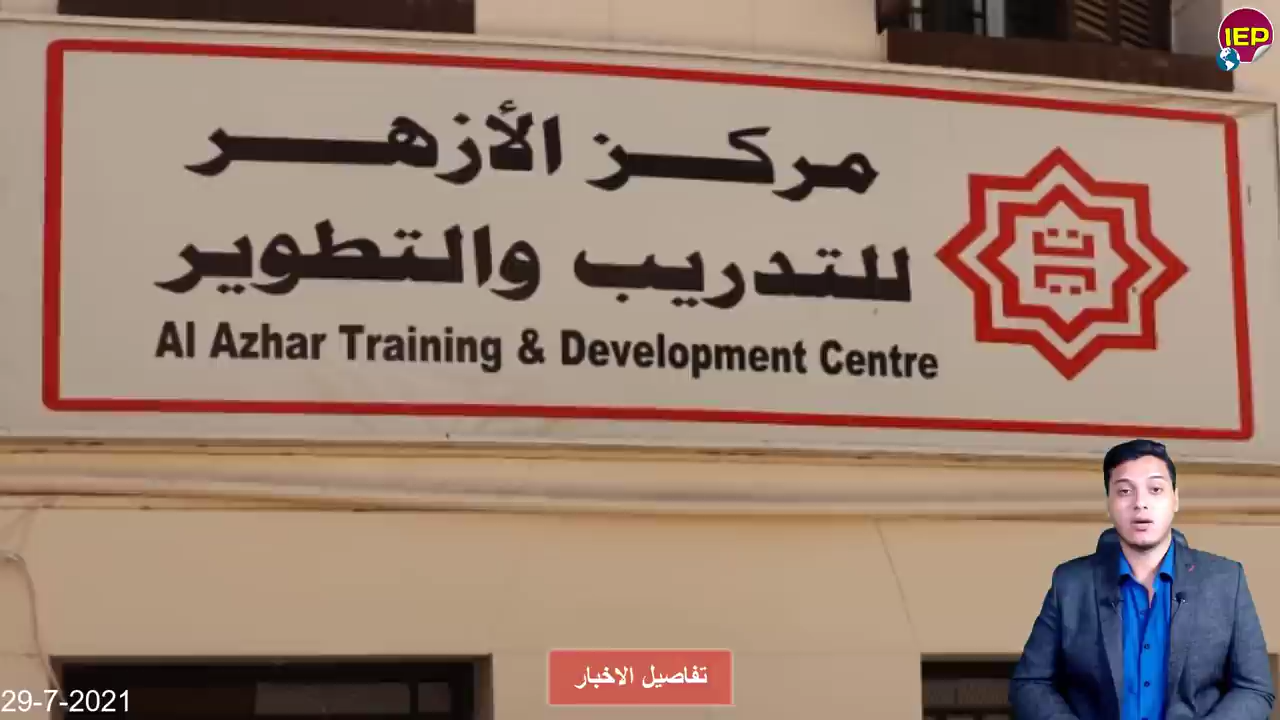 IEP
مركز الأزهر
للتدريب والتطوير
Al Azhar Training & Development Centre
تفاصيل الاخبار
29-7-2021